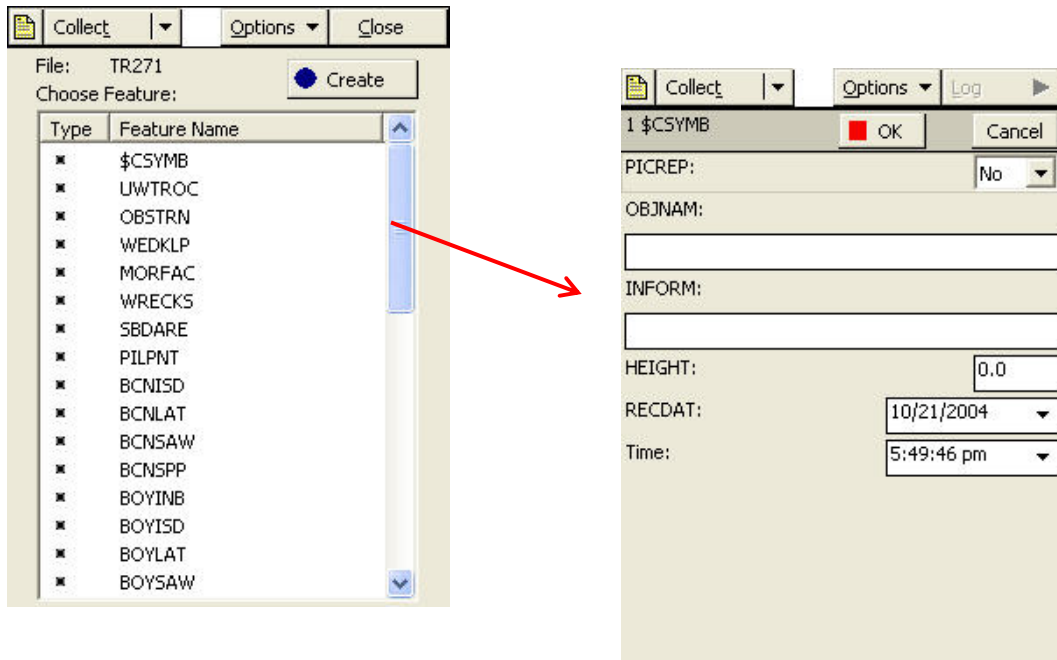 Collect Options Close
File: TR271
Create
Choose Feature:
Type Feature Name
$CSYMB
UWTROC
OBSTRN
WEDKLP
MORFAC
WRECKS
SBDARE
PILPNT
BCNISD
BCNLAT
BCNSAW
BCNSPP
BOYINB
BOYISD
BOYLAT
BOYSAW
Collect Options Log
1 $CSYMB OK Cancel
PICREP: No
OBJNAM:
INFORM:
HEIGHT: 0.0
RECDAT: 10/21/2004
Time: 5:49:46 pm